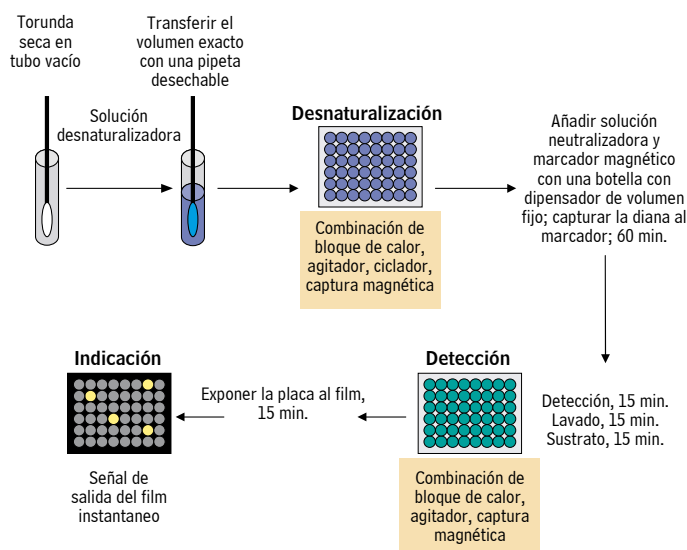 Torunda
seca en
tubo vacío
Transferir el
volumen exacto
con una pipeta
desechable
Solución
desnaturalizadora
Desnaturalización
Combinación de
bloque de calor,
agitador, ciclador,
captura magnética
Añadir solución
neutralizadora y
marcador magnético
con una botella con
dipensador de volumen
fijo; capturar la diana al
marcador; 60 min.
Detección, 15 min.
Lavado, 15 min.
Sustrato, 15 min.
Detección
Combinación de
bloque de calor,
agitador, captura
magnética
Exponer la placa al film,
15 min.
Indicación
Señal de
salida del film
instantaneo